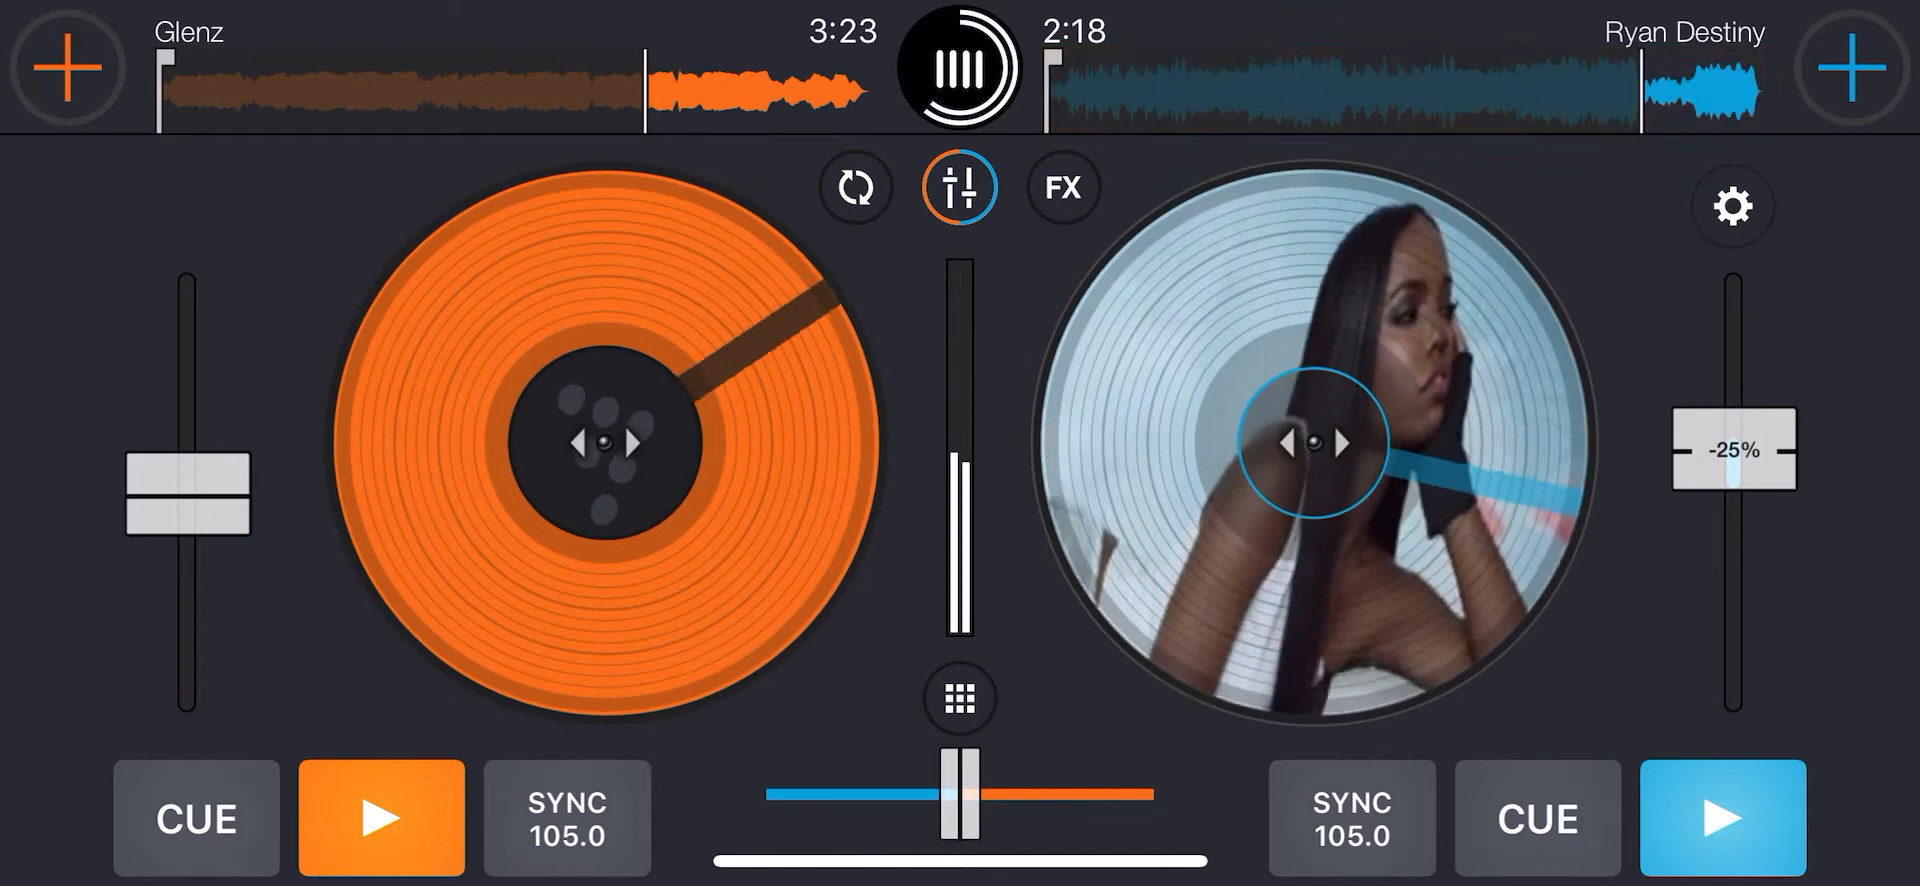 Glenz
3:23
2:18
Ryan Destiny
FX
-25%
CUE
SYNC
105.0
SYNC
105.0
CUE